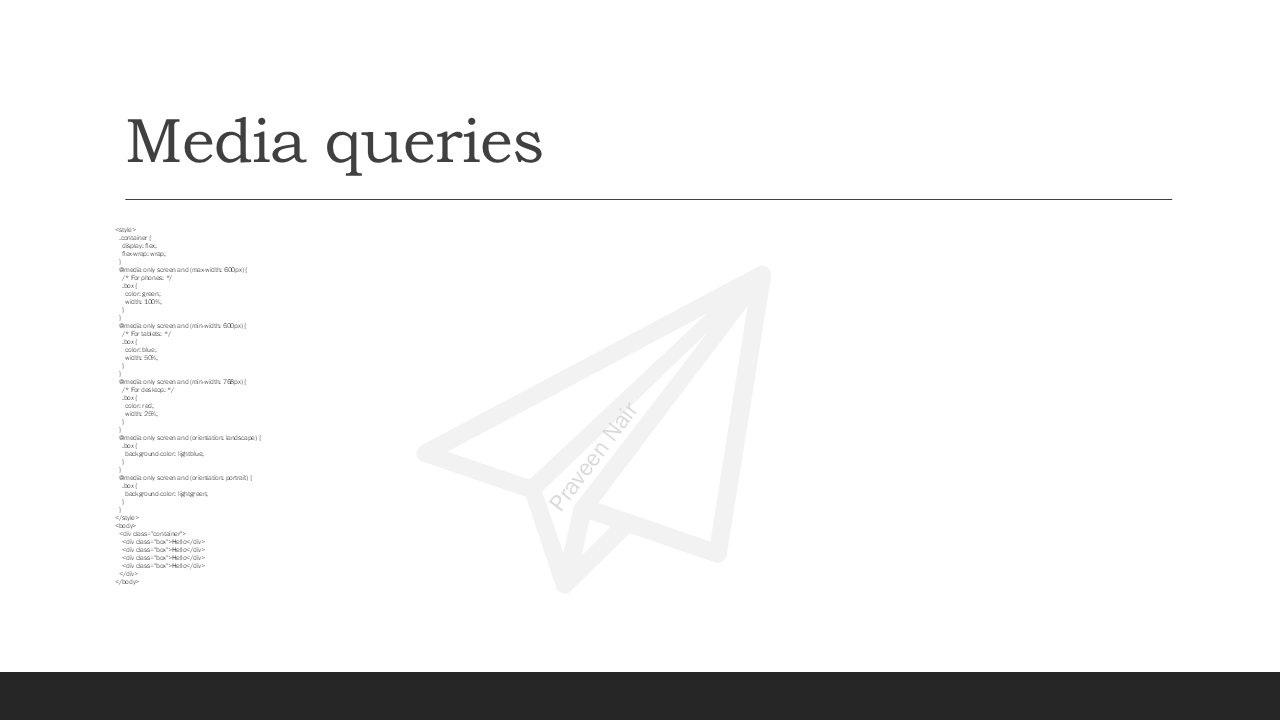 Media queries
<style>
.container {
display: flex;
flex-wrap: wrap;
}
@media only screen and (max-width: 600px) {
/* For phones: */
.box {
color: green;
width: 100%;
}
}
@media only screen and (min-width: 600px) {
/* For tablets: */
.box {
color: blue;
width: 50%;
}
}
@media only screen and (min-width: 768px) {
/* For desktop: */
.box {
color: red;
width: 25%;
}
}
@media only screen and (orientation: landscape) {
.box {
background-color: lightblue;
}
}
@media only screen and (orientation: portrait) {
.box {
background-color: lightgreen;
}
}
</style>
<body>
<div class="container">
<div class="box">Hello</div>
<div class="box">Hello</div>
<div class="box">Hello</div>
<div class="box">Hello</div>
</div>
</body>
Praveen Nair